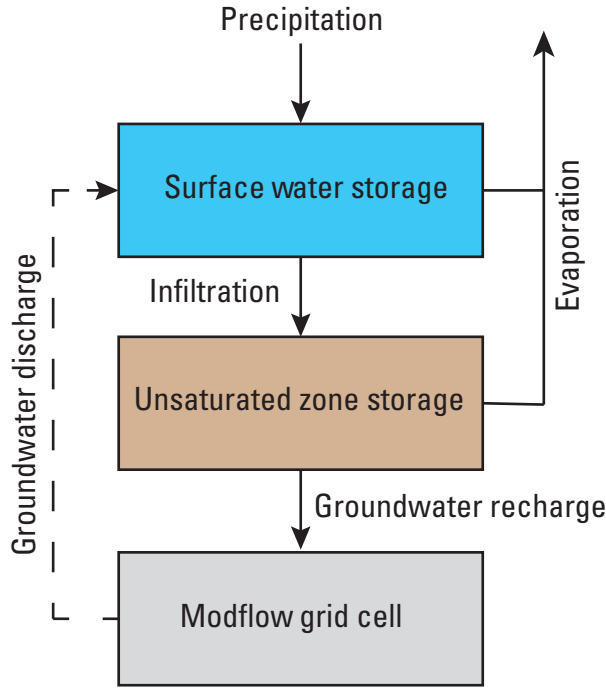 Precipitation
Surface water storage
Evaporation
Infiltration
Groundwater discharge
Unsaturated zone storage
Groundwater recharge
Modflow grid cell